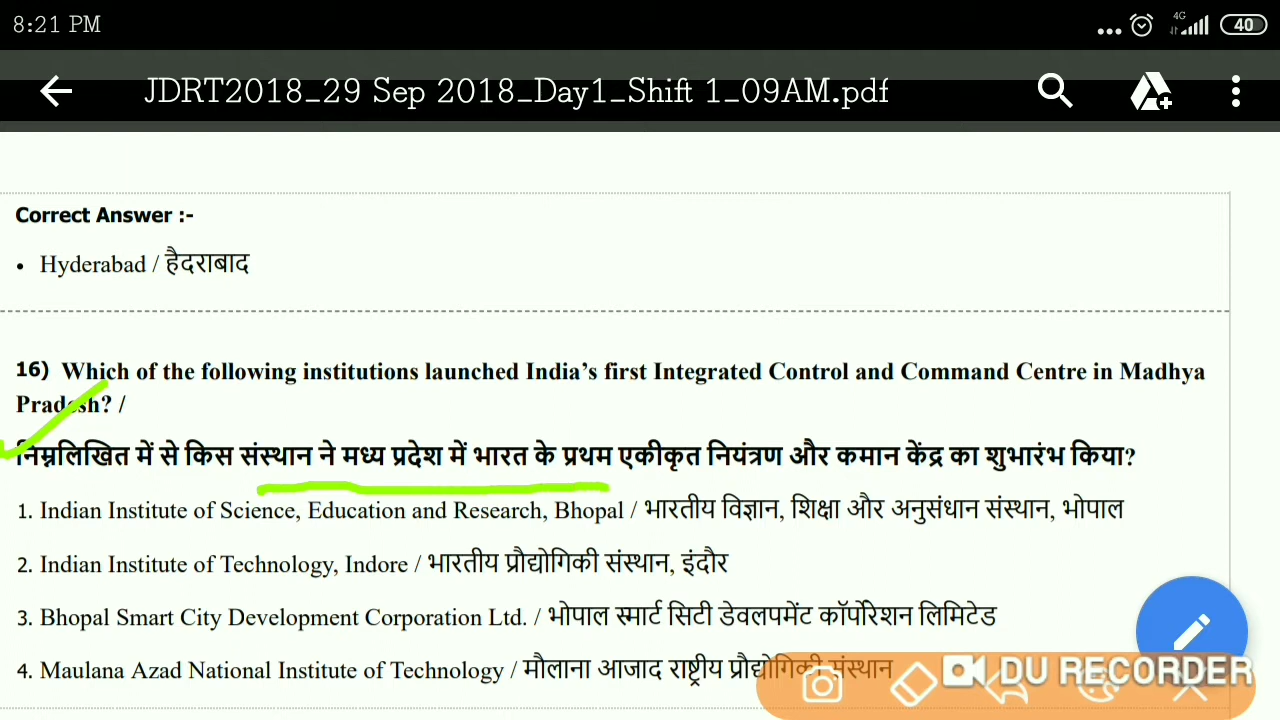 8:21 PM
4G
40
JDRT2018_29 Sep 2018_Day1_Shift 1_09AM.pdf
Correct Answer :-
• Hyderabad / हैदराबाद
16) Which of the following institutions launched India’s first Integrated Control and Command Centre in Madhya
Pradesh? /
निम्नलिखित में से किस संस्थान ने मध्य प्रदेश में भारत के प्रथम एकीकृत नियंत्रण और कमान केंद्र का शुभारंभ किया?
1. Indian Institute of Science, Education and Research, Bhopal / भारतीय विज्ञान, शिक्षा और अनुसंधान संस्थान, भोपाल
2. Indian Institute of Technology, Indore / भारतीय प्रौद्योगिकी संस्थान, इंदौर
3. Bhopal Smart City Development Corporation Ltd. / भोपाल स्मार्ट सिटी डेवलपमेंट कॉर्पोरेशन लिमिटेड
4. Maulana Azad National Institute of Technology / मौलाना आजाद राष्ट्रीय प्रौद्योगिकी संस्थान
DU RECORDER